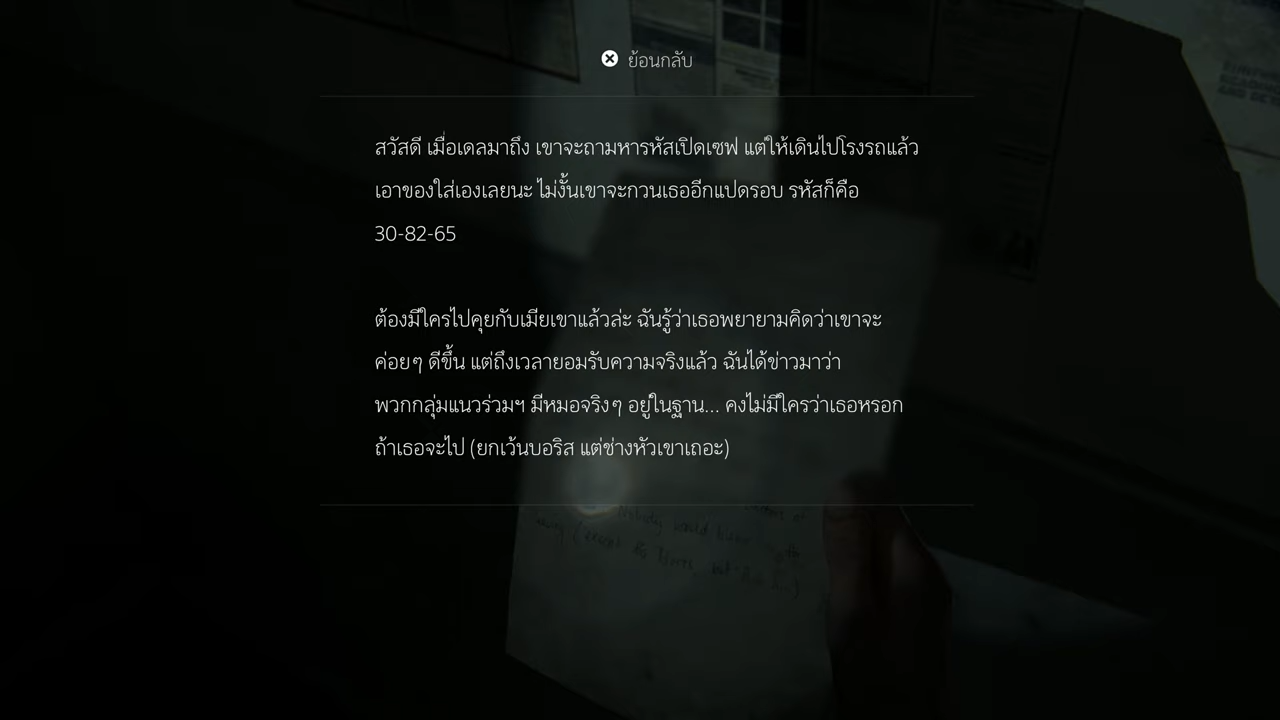 ย้อนกลับ
สวัสดี เมื่อเดลมาถึง เขาจะถามหารหัสเปิดเซฟ แต่ให้เดินไปโรงรถแล้ว
เอาของใส่เองเลยนะ ไม่งั้นเขาจะกวนเธออีกแปดรอบ รหัสก็คือ
30-82-65
ต้องมีใครไปคุยกับเมียเขาแล้วล่ะ ฉันรู้ว่าเธอพยายามคิดว่าเขาจะ
ค่อยๆ ดีขึ้น แต่ถึงเวลายอมรับความจริงแล้ว ฉันได้ข่าวมาว่า
พวกกลุ่มแนวร่วมฯ มีหมอจริงๆ อยู่ในฐาน... คงไม่มีใครว่าเธอหรอก
ถ้าเธอจะไป (ยกเว้นบอริส แต่ช่างหัวเขาเถอะ)
Nobody would
(except